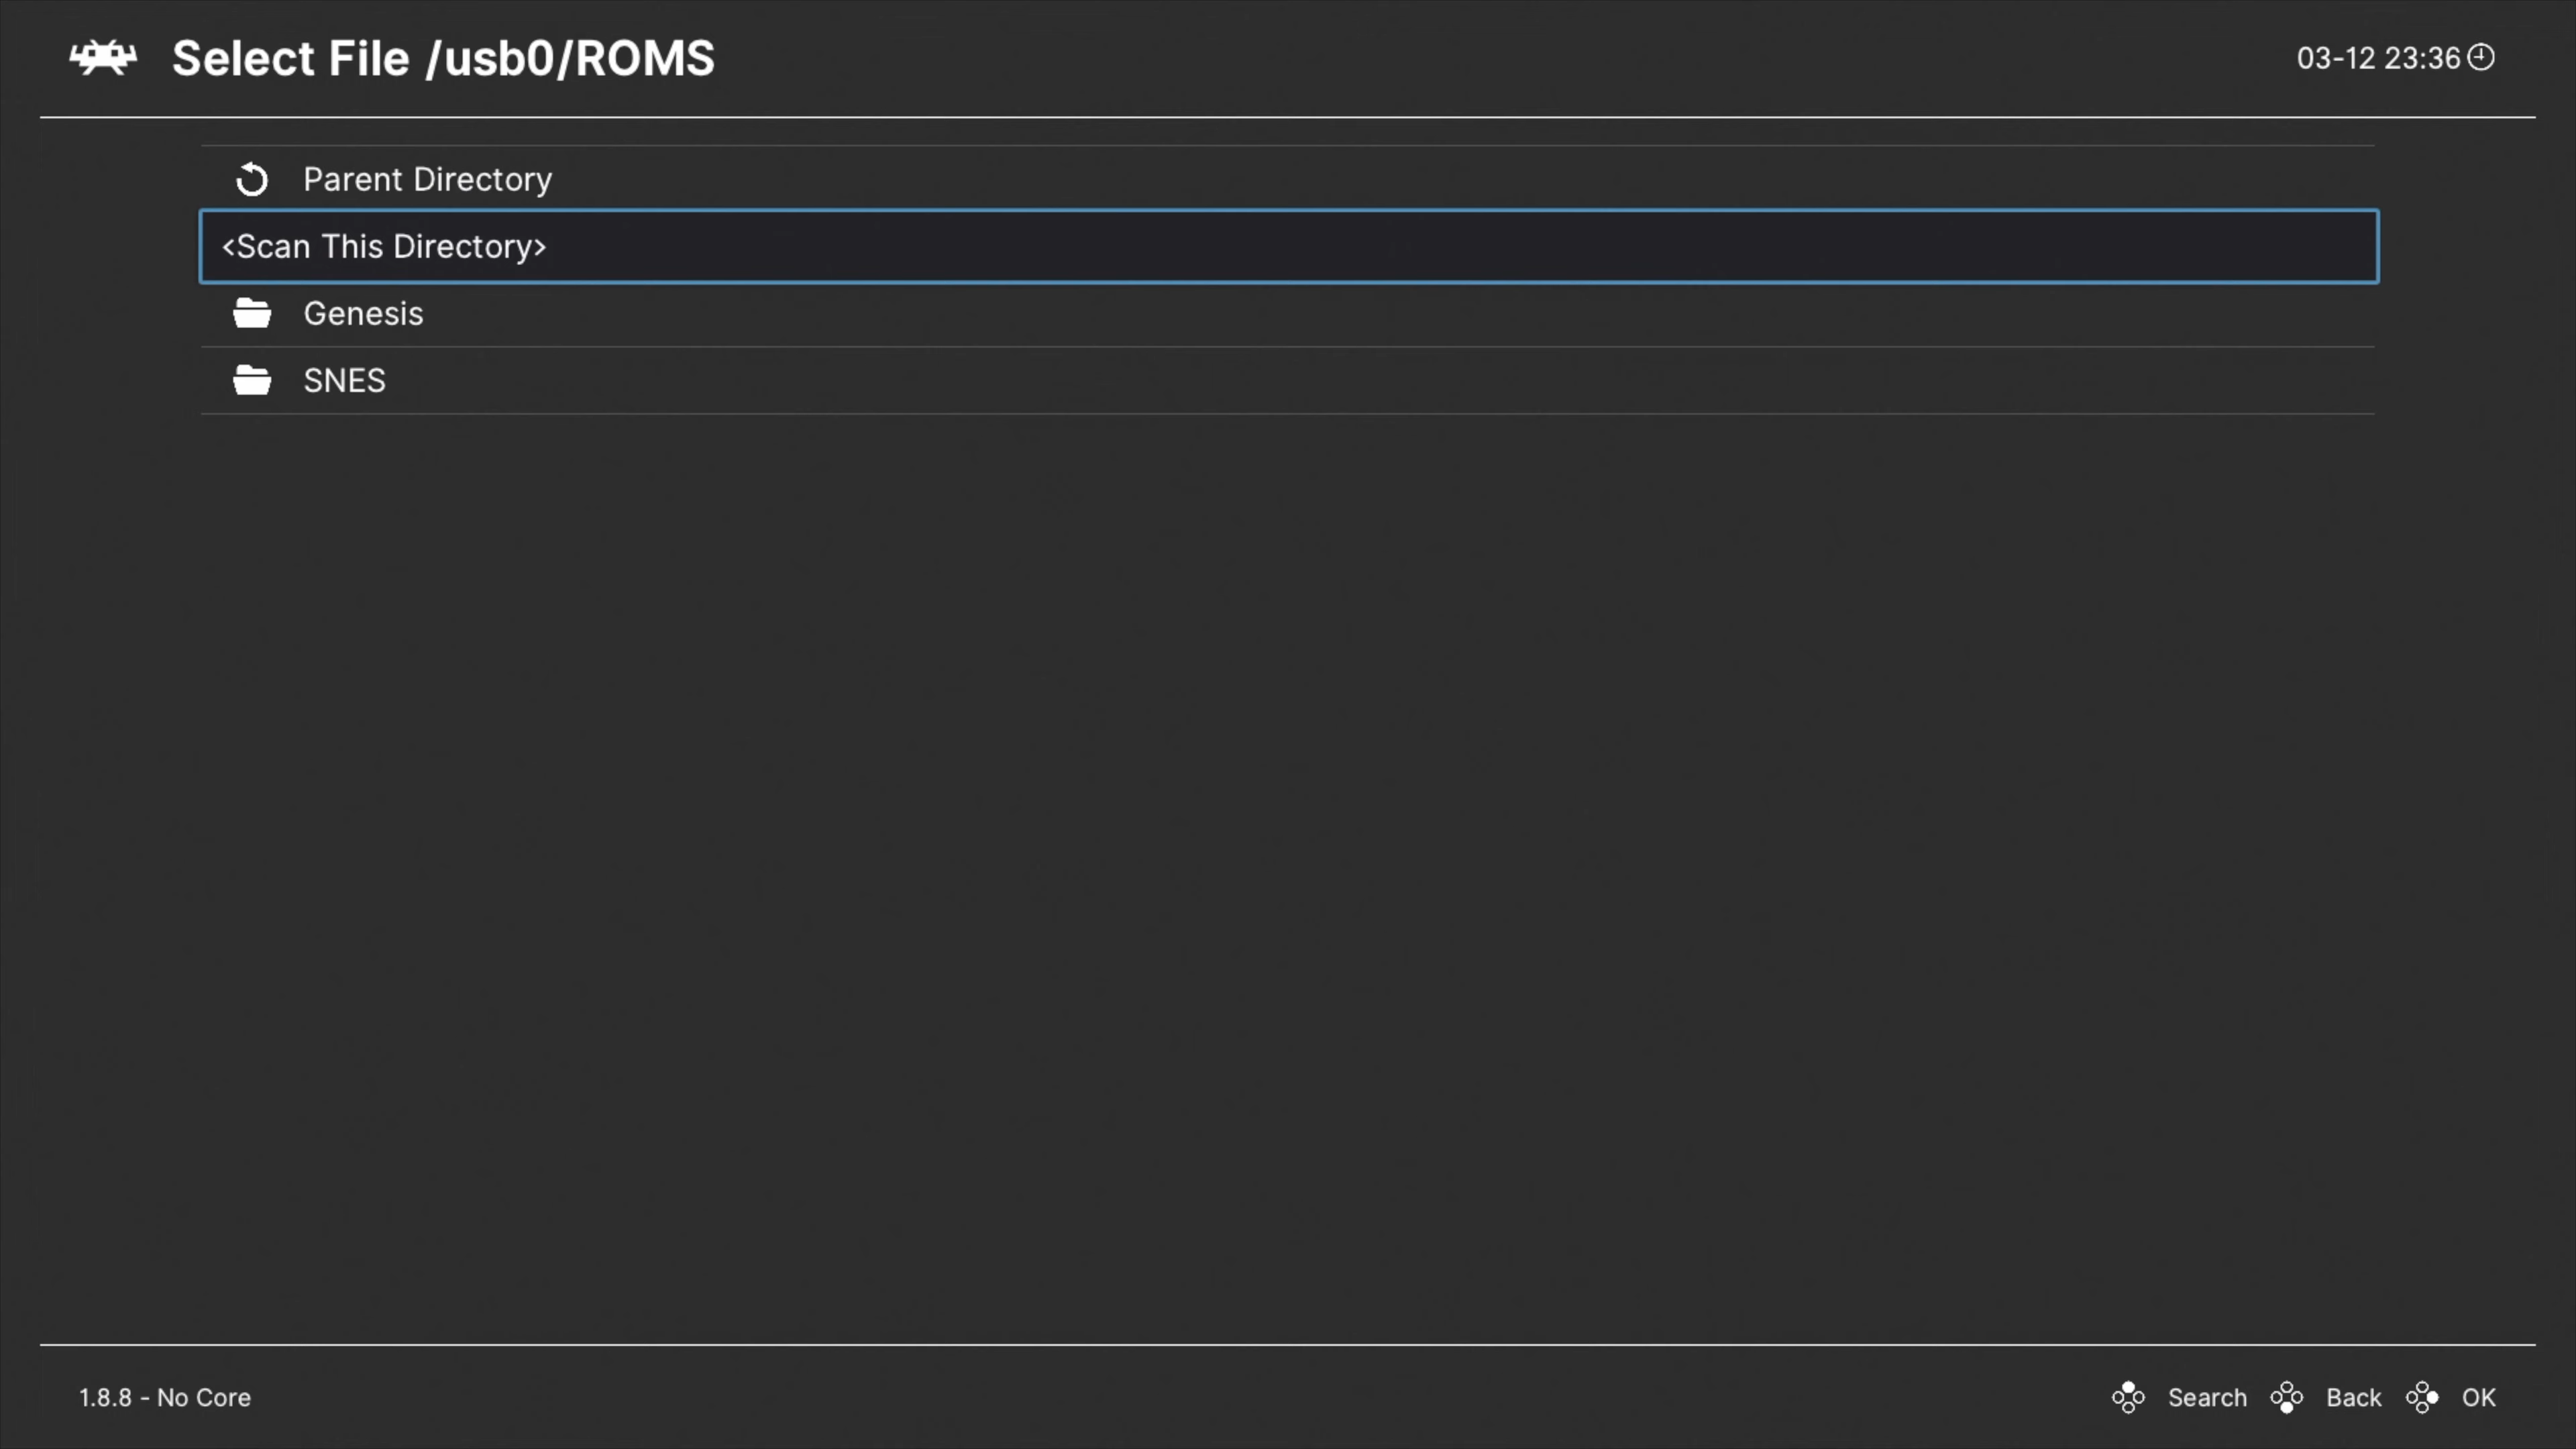 Select File /usb0/ROMS
03-12 23:36
Parent Directory
<Scan This Directory>
Genesis
SNES
1.8.8 - No Core
Search Back OK